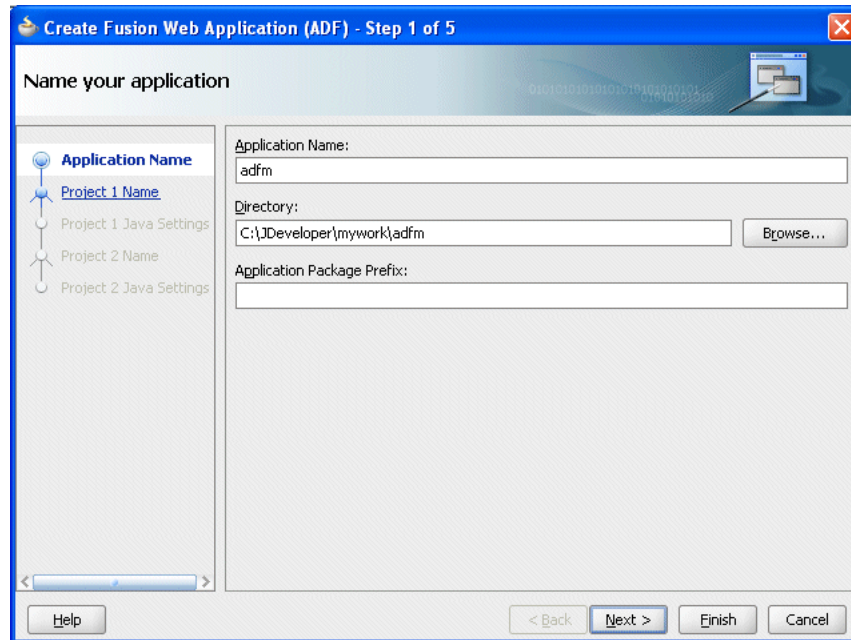 Create Fusion Web Application (ADF) - Step 1 of 5
Name your application
Application Name
Project 1 Name
Project 1 Java Settings
Project 2 Name
Project 2 Java Settings
Application Name:
adfm
Directory:
C:\JDeveloper\mywork\adfm
Browse...
Application Package Prefix:
Help
< Back
Next >
Finish
Cancel